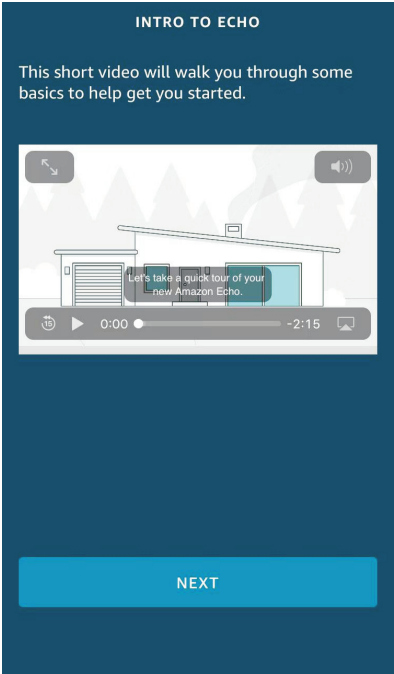 INTRO TO ECHO
This short video will walk you through some
basics to help get you started.
Let's take a quick tour of your
new Amazon Echo.
15 0:00 -2:15
NEXT